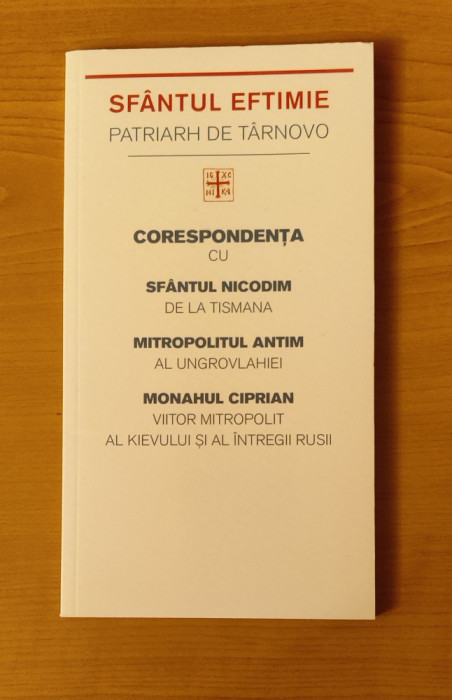 SFÂNTUL EFTIMIE
PATRIARH DE TÂRNOVO
IC XC
NI KA
CORESPONDENȚA
CU
SFÂNTUL NICODIM
DE LA TISMANA
MITROPOLITUL ANTIM
AL UNGROVLAHIEI
MONAHUL CIPRIAN
VIITOR MITROPOLIT
AL KIEVULUI ȘI AL ÎNTREGII RUSII